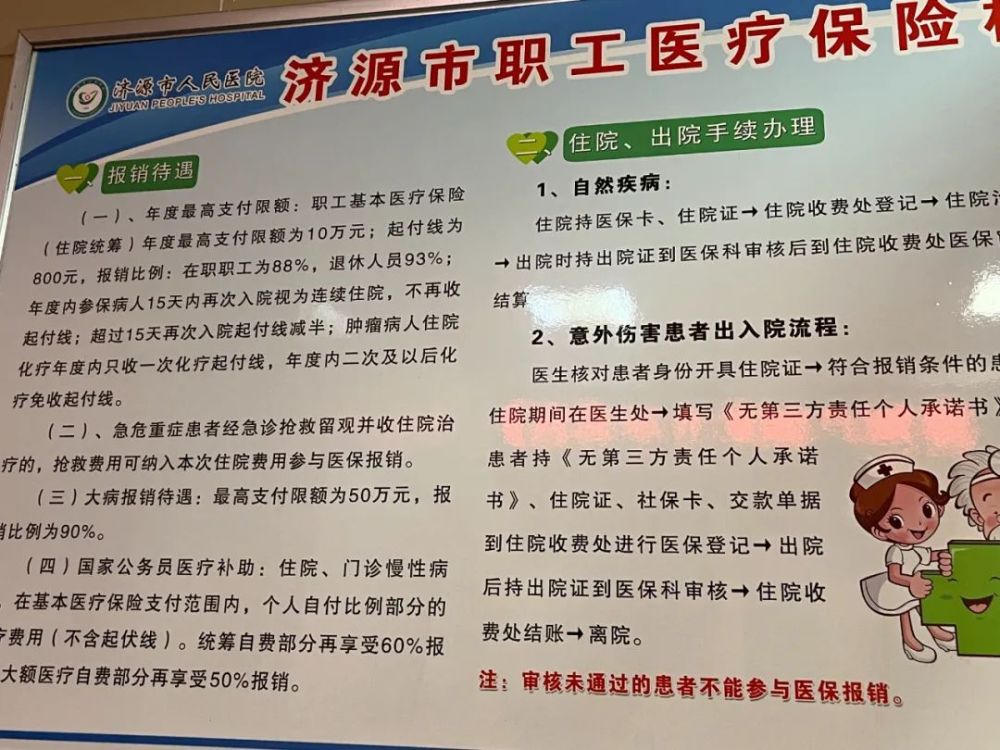 济源市人民医院
JIYUAN PEOPLE'S HOSPITAL
济源市职工医疗保险
一 报销待遇
（一）、年度最高支付限额：职工基本医疗保险
（住院统筹）年度最高支付限额为10万元；起付线为
800元，报销比例：在职职工为88%，退休人员93%；
年度内参保病人15天内再次入院视为连续住院，不再收
起付线；超过15天再次入院起付线减半；肿瘤病人住院
化疗年度内只收一次化疗起付线，年度内二次及以后化
疗免收起付线。
（二）、急危重症患者经急诊抢救留观并收住院治
疗的，抢救费用可纳入本次住院费用参与医保报销。
（三）大病报销待遇：最高支付限额为50万元，报
销比例为90%。
（四）国家公务员医疗补助：住院、门诊慢性病
，在基本医疗保险支付范围内，个人自付比例部分的
疗费用（不含起伏线）。统筹自费部分再享受60%报
大额医疗自费部分再享受50%报销。
二 住院、出院手续办理
1、自然疾病：
住院持医保卡、住院证→住院收费处登记→住院
→出院时持出院证到医保科审核后到住院收费处医保
结算
2、意外伤害患者出入院流程：
医生核对患者身份开具住院证→符合报销条件的患
住院期间在医生处→填写《无第三方责任个人承诺书》
患者持《无第三方责任个人承诺
书》、住院证、社保卡、交款单据
到住院收费处进行医保登记→出院
后持出院证到医保科审核→住院收
费处结账→离院。
注：审核未通过的患者不能参与医保报销。